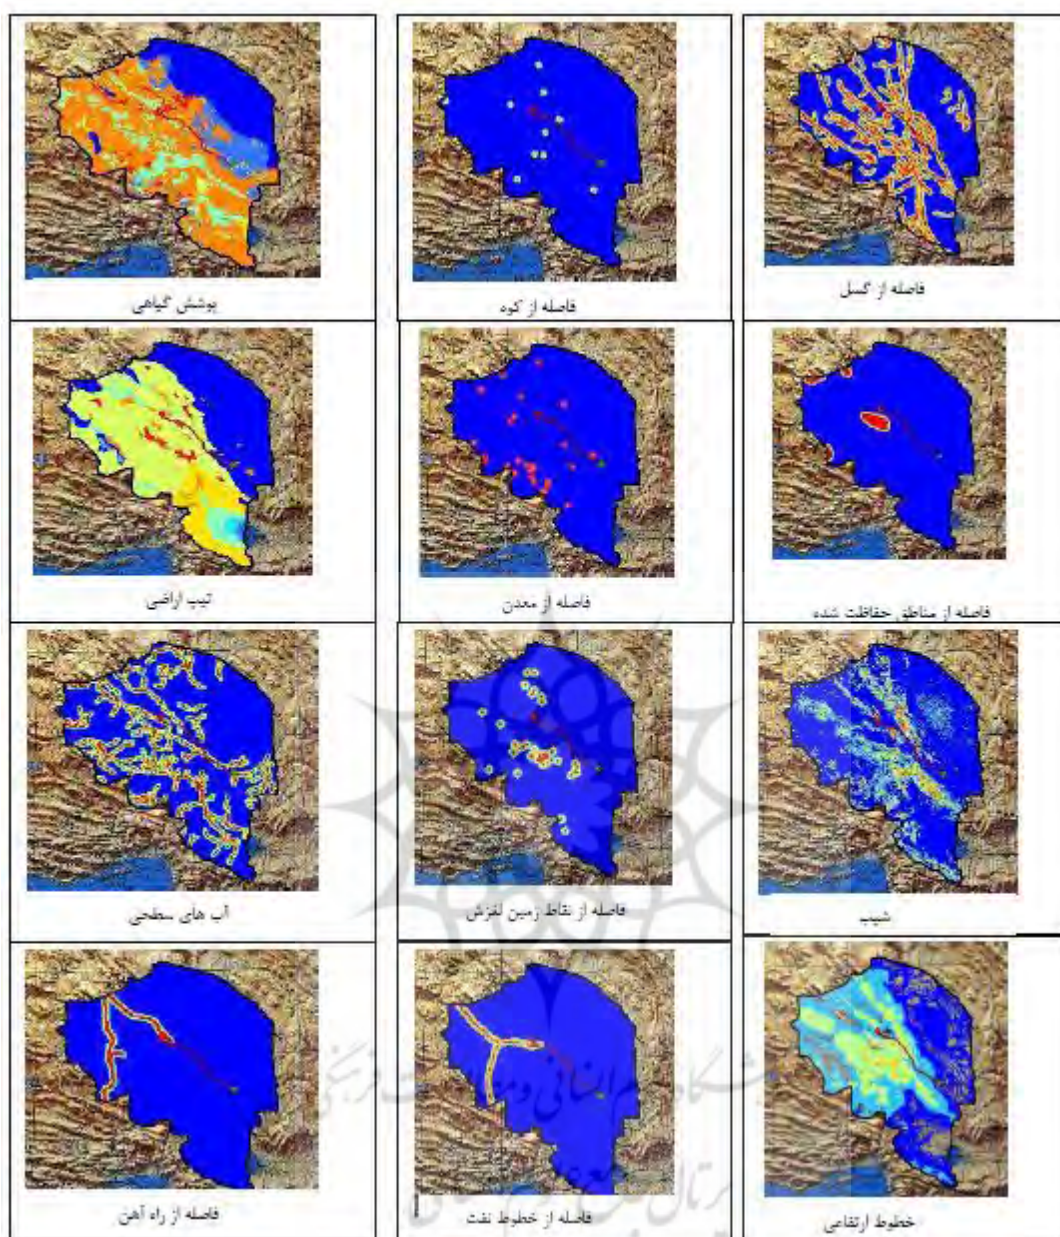 فاصله از گسل
فاصله از کوه
پوشش گیاهی
فاصله از مناطق حفاظت شده
فاصله از معدن
تیپ اراضی
شیب
فاصله از نقاط زمین لغزش
آب های سطحی
خطوط ارتفاعی
فاصله از خطوط نفت
فاصله از راه آهن